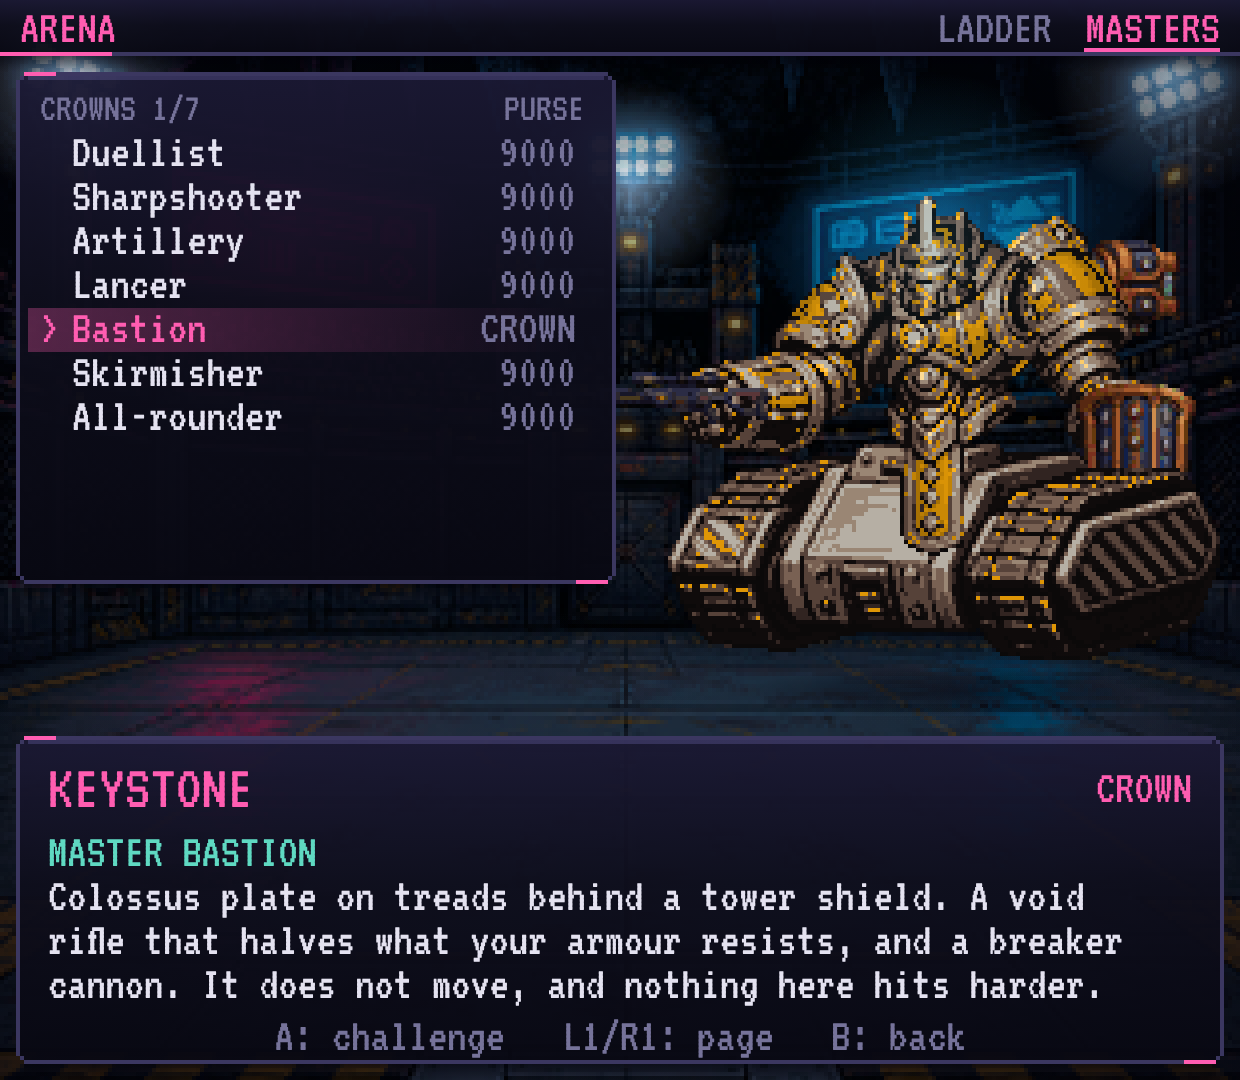 ARENA LADDER MASTERS
CROWNS 1/7 PURSE
Duellist 9000
Sharpshooter 9000
Artillery 9000
Lancer 9000
> Bastion CROWN
Skirmisher 9000
All-rounder 9000
KEYSTONE CROWN
MASTER BASTION
Colossus plate on treads behind a tower shield. A void
rifle that halves what your armour resists, and a breaker
cannon. It does not move, and nothing here hits harder.
A: challenge L1/R1: page B: back